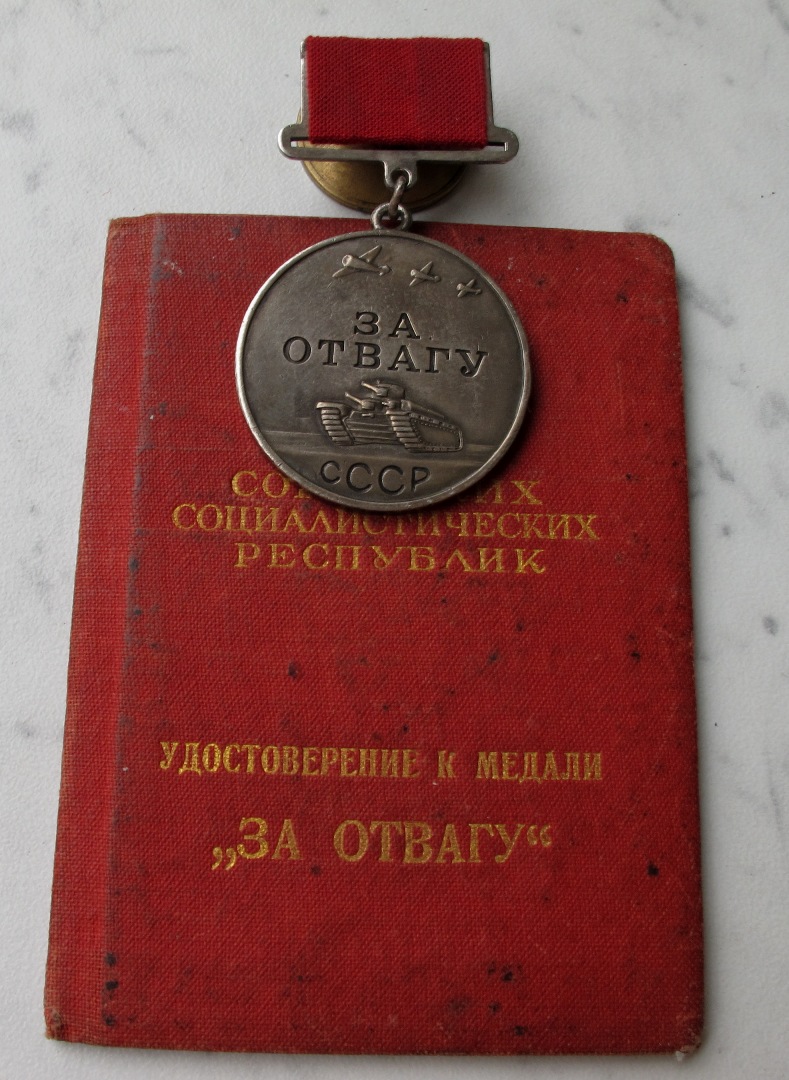 ЗА
ОТВАГУ
СССР
СОЦИАЛИСТИЧЕСКИХ
РЕСПУБЛИК
УДОСТОВЕРЕНИЕ К МЕДАЛИ
„ЗА ОТВАГУ“